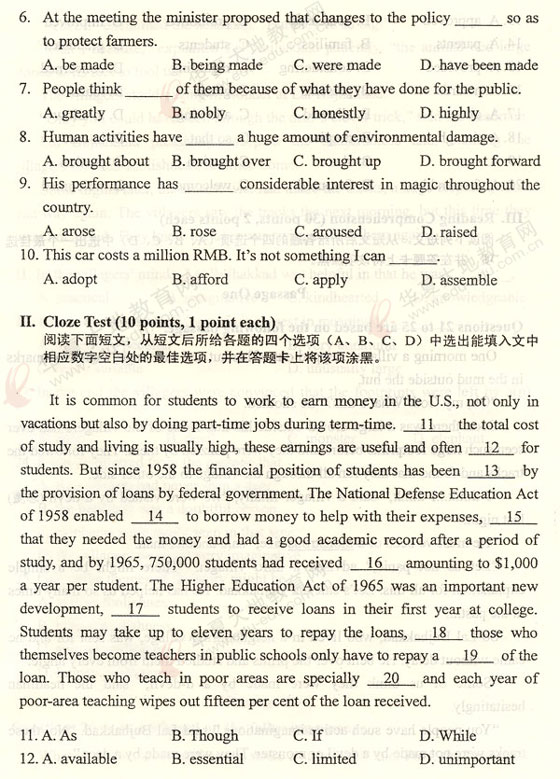 6. At the meeting the minister proposed that changes to the policy ______ so as
to protect farmers.
A. be made B. being made C. were made D. have been made
7. People think ______ of them because of what they have done for the public.
A. greatly B. nobly C. honestly D. highly
8. Human activities have ______ a huge amount of environmental damage.
A. brought about B. brought over C. brought up D. brought forward
9. His performance has ______ considerable interest in magic throughout the
country.
A. arose B. rose C. aroused D. raised
10. This car costs a million RMB. It's not something I can ______.
A. adopt B. afford C. apply D. assemble
II. Cloze Test (10 points, 1 point each)
阅读下面短文，从短文后所给各题的四个选项（A、B、C、D）中选出能填入文中
相应数字空白处的最佳选项，并在答题卡上将该项涂黑。
It is common for students to work to earn money in the U.S., not only in
vacations but also by doing part-time jobs during term-time. 11 the total cost
of study and living is usually high, these earnings are useful and often 12 for
students. But since 1958 the financial position of students has been 13 by
the provision of loans by federal government. The National Defense Education Act
of 1958 enabled 14 to borrow money to help with their expenses, 15
that they needed the money and had a good academic record after a period of
study, and by 1965, 750,000 students had received 16 amounting to $1,000
a year per student. The Higher Education Act of 1965 was an important new
development, 17 students to receive loans in their first year at college.
Students may take up to eleven years to repay the loans, 18 those who
themselves become teachers in public schools only have to repay a 19 of the
loan. Those who teach in poor areas are specially 20 and each year of
poor-area teaching wipes out fifteen per cent of the loan received.
11. A. As B. Though C. If D. While
12. A. available B. essential C. limited D. unimportant